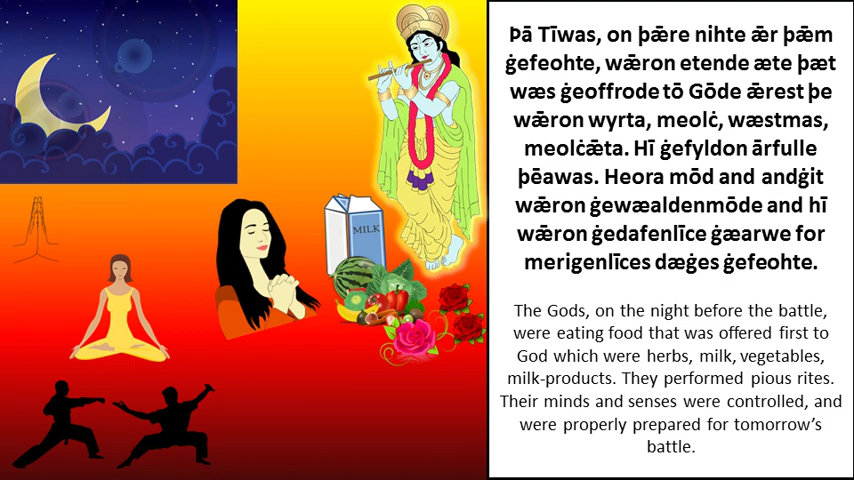 MILK
Þā Tīwas, on þǣre nihte ǣr þǣm
ġefeohte, wǣron etende æte þæt
wæs ġeoffrode tō Gōde ǣrest þe
wǣron wyrta, meolċ, wæstmas,
meolċǣta. Hī ġefyldon ārfulle
þēawas. Heora mōd and andġit
wǣron ġewæaldenmōde and hī
wǣron ġedafenlīce ġæarwe for
merigenlīces dæġes ġefeohte.
The Gods, on the night before the battle,
were eating food that was offered first to
God which were herbs, milk, vegetables,
milk-products. They performed pious rites.
Their minds and senses were controlled, and
were properly prepared for tomorrow's
battle.